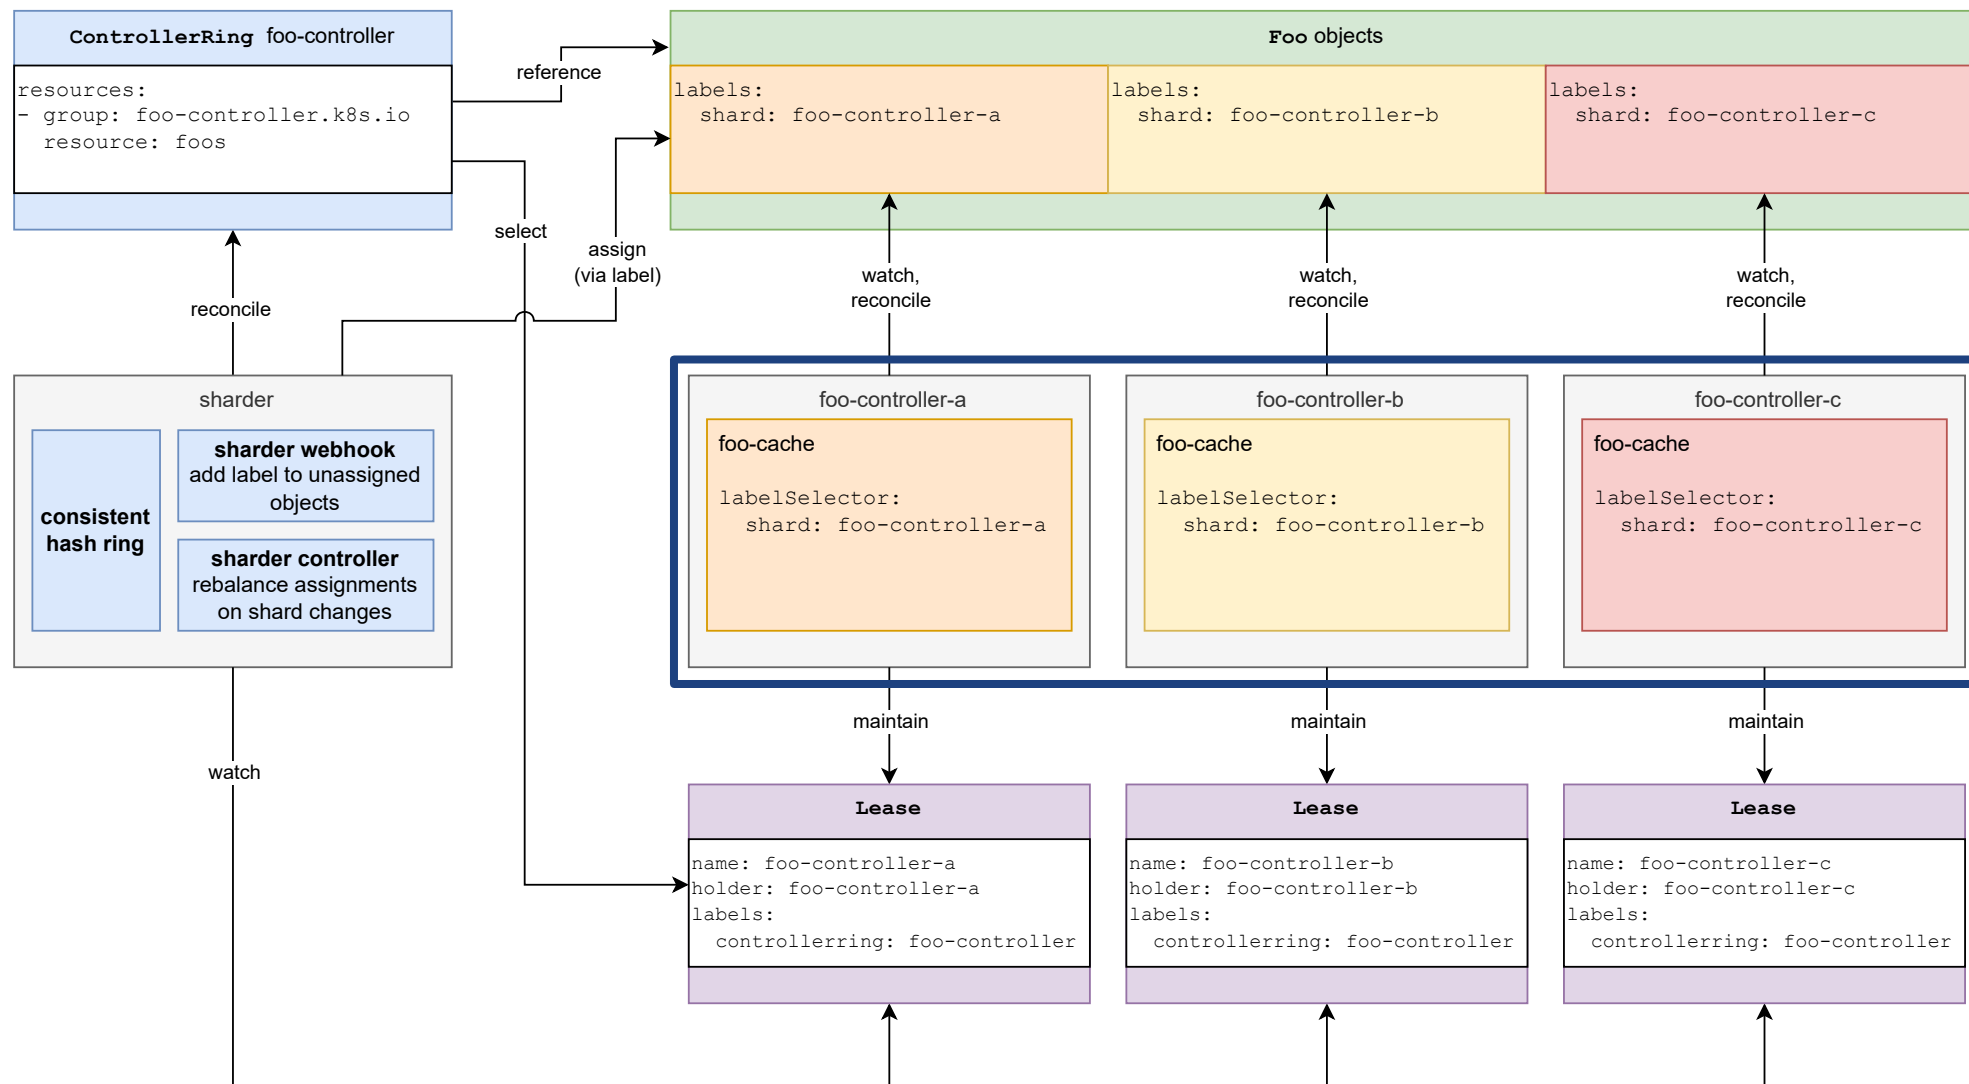 ControllerRing foo-controller
resources:
- group: foo-controller.k8s.io
  resource: foos
reference
select
assign
(via label)
reconcile
Foo objects
labels:
  shard: foo-controller-a
labels:
  shard: foo-controller-b
labels:
  shard: foo-controller-c
watch,
reconcile
watch,
reconcile
watch,
reconcile
sharder
consistent
hash ring
sharder webhook
add label to unassigned
objects
sharder controller
rebalance assignments
on shard changes
foo-controller-a
foo-cache
labelSelector:
  shard: foo-controller-a
foo-controller-b
foo-cache
labelSelector:
  shard: foo-controller-b
foo-controller-c
foo-cache
labelSelector:
  shard: foo-controller-c
watch
maintain
maintain
maintain
Lease
name: foo-controller-a
holder: foo-controller-a
labels:
  controllerring: foo-controller
Lease
name: foo-controller-b
holder: foo-controller-b
labels:
  controllerring: foo-controller
Lease
name: foo-controller-c
holder: foo-controller-c
labels:
  controllerring: foo-controller